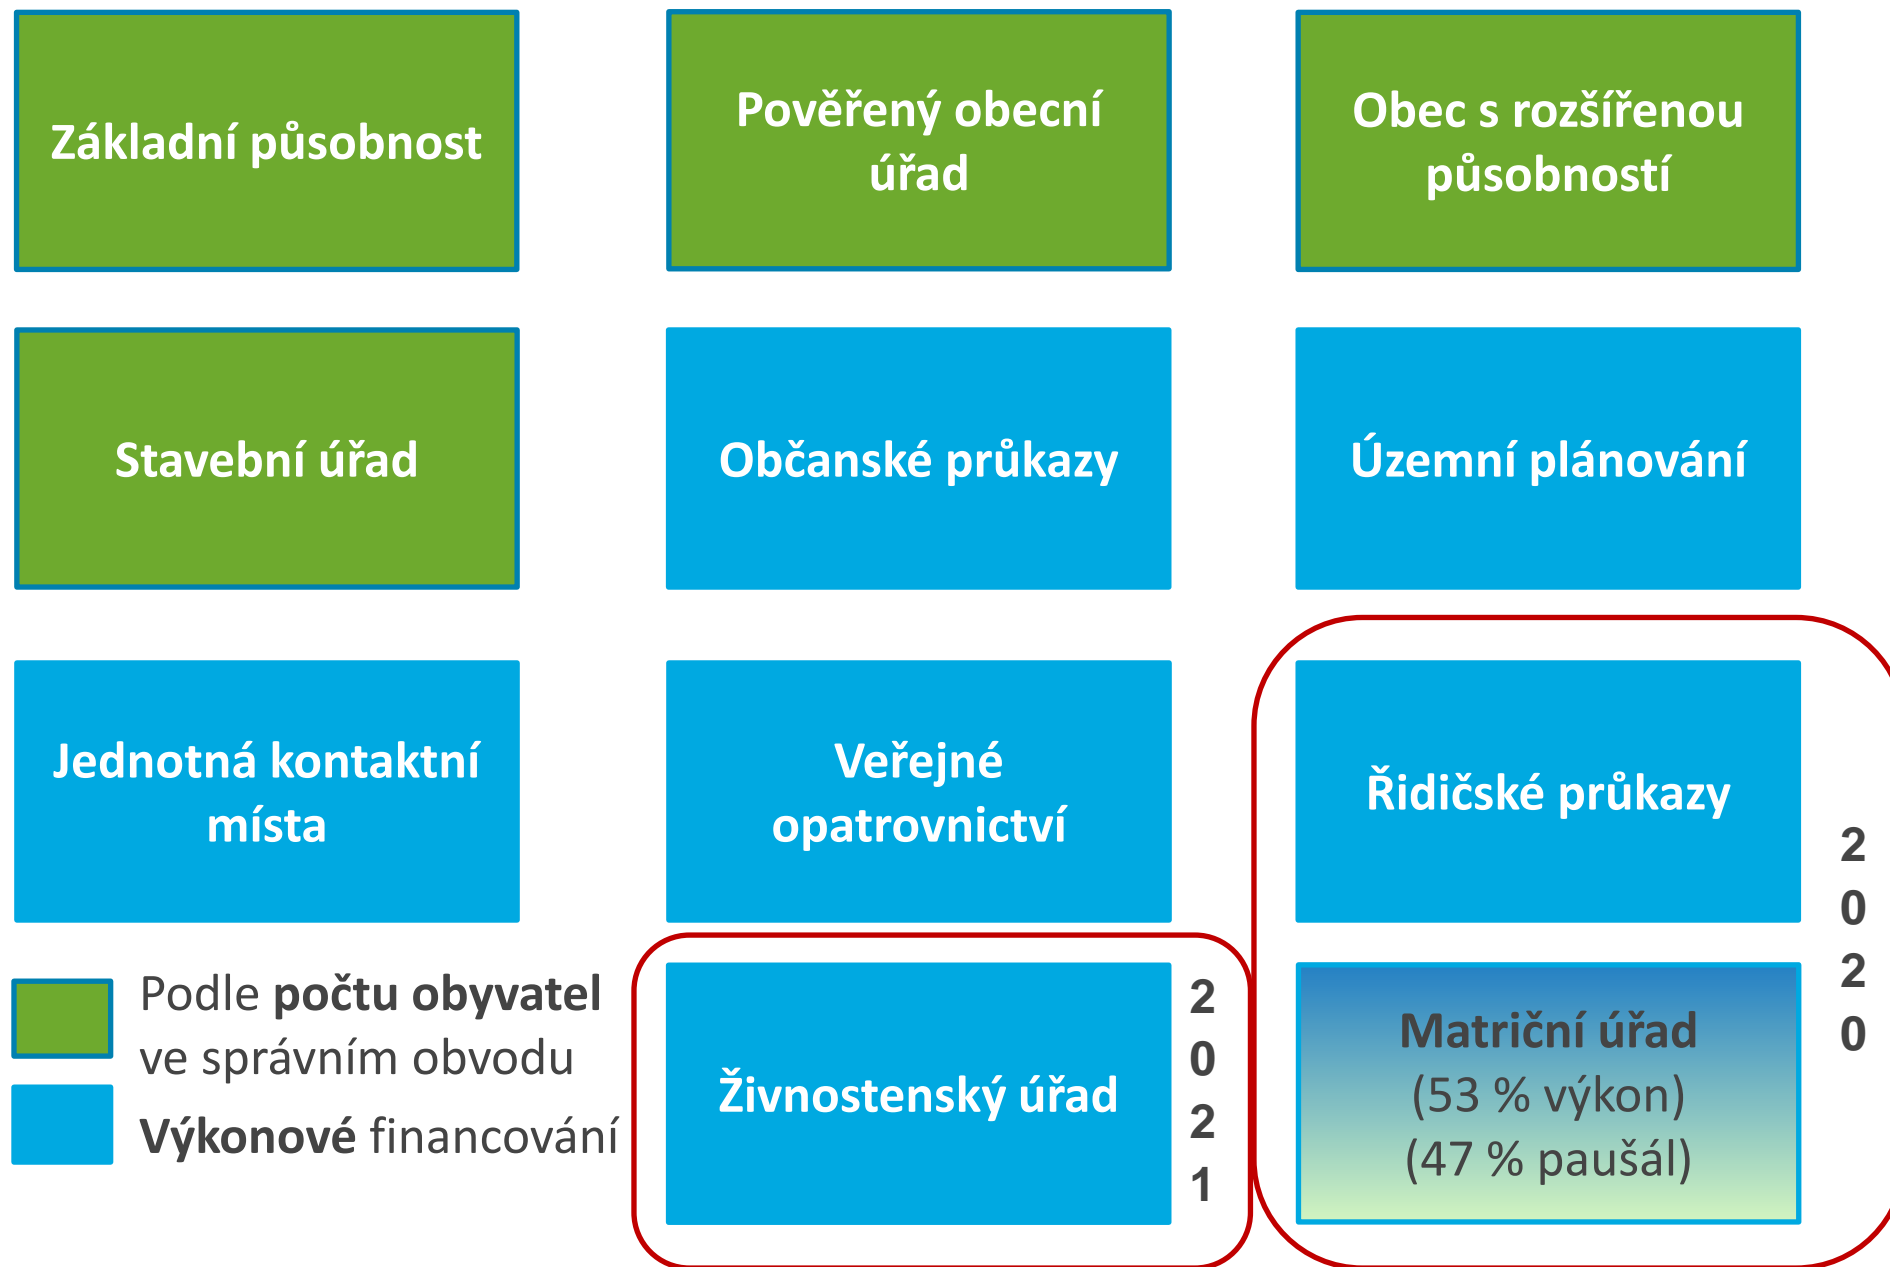 Základní působnost
Pověřený obecní
úřad
Obec s rozšířenou
působností
Stavební úřad
Občanské průkazy
Územní plánování
Jednotná kontaktní
místa
Veřejné
opatrovnictví
Řidičské průkazy
2
0
2
0
Podle počtu obyvatel
ve správním obvodu
Výkonové financování
Živnostenský úřad
2
0
2
1
Matriční úřad
(53 % výkon)
(47 % paušál)